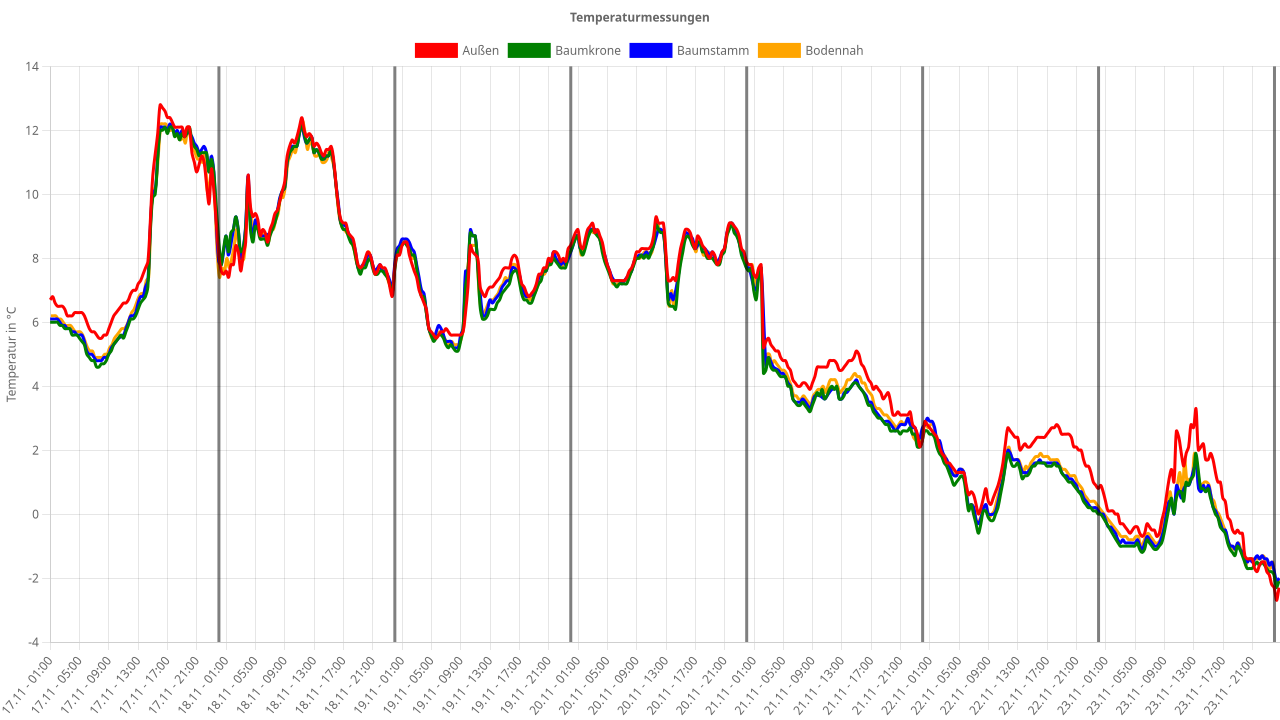 Temperaturmessungen
Außen Baumkrone Baumstamm Bodennah
Temperatur in °C
14
12
10
8
6
4
2
0
-2
-4
17.11 - 01:00
17.11 - 05:00
17.11 - 09:00
17.11 - 13:00
17.11 - 17:00
17.11 - 21:00
18.11 - 01:00
18.11 - 05:00
18.11 - 09:00
18.11 - 13:00
18.11 - 17:00
18.11 - 21:00
19.11 - 01:00
19.11 - 05:00
19.11 - 09:00
19.11 - 13:00
19.11 - 17:00
19.11 - 21:00
20.11 - 01:00
20.11 - 05:00
20.11 - 09:00
20.11 - 13:00
20.11 - 17:00
20.11 - 21:00
21.11 - 01:00
21.11 - 05:00
21.11 - 09:00
21.11 - 13:00
21.11 - 17:00
21.11 - 21:00
22.11 - 01:00
22.11 - 05:00
22.11 - 09:00
22.11 - 13:00
22.11 - 17:00
22.11 - 21:00
23.11 - 01:00
23.11 - 05:00
23.11 - 09:00
23.11 - 13:00
23.11 - 17:00
23.11 - 21:00